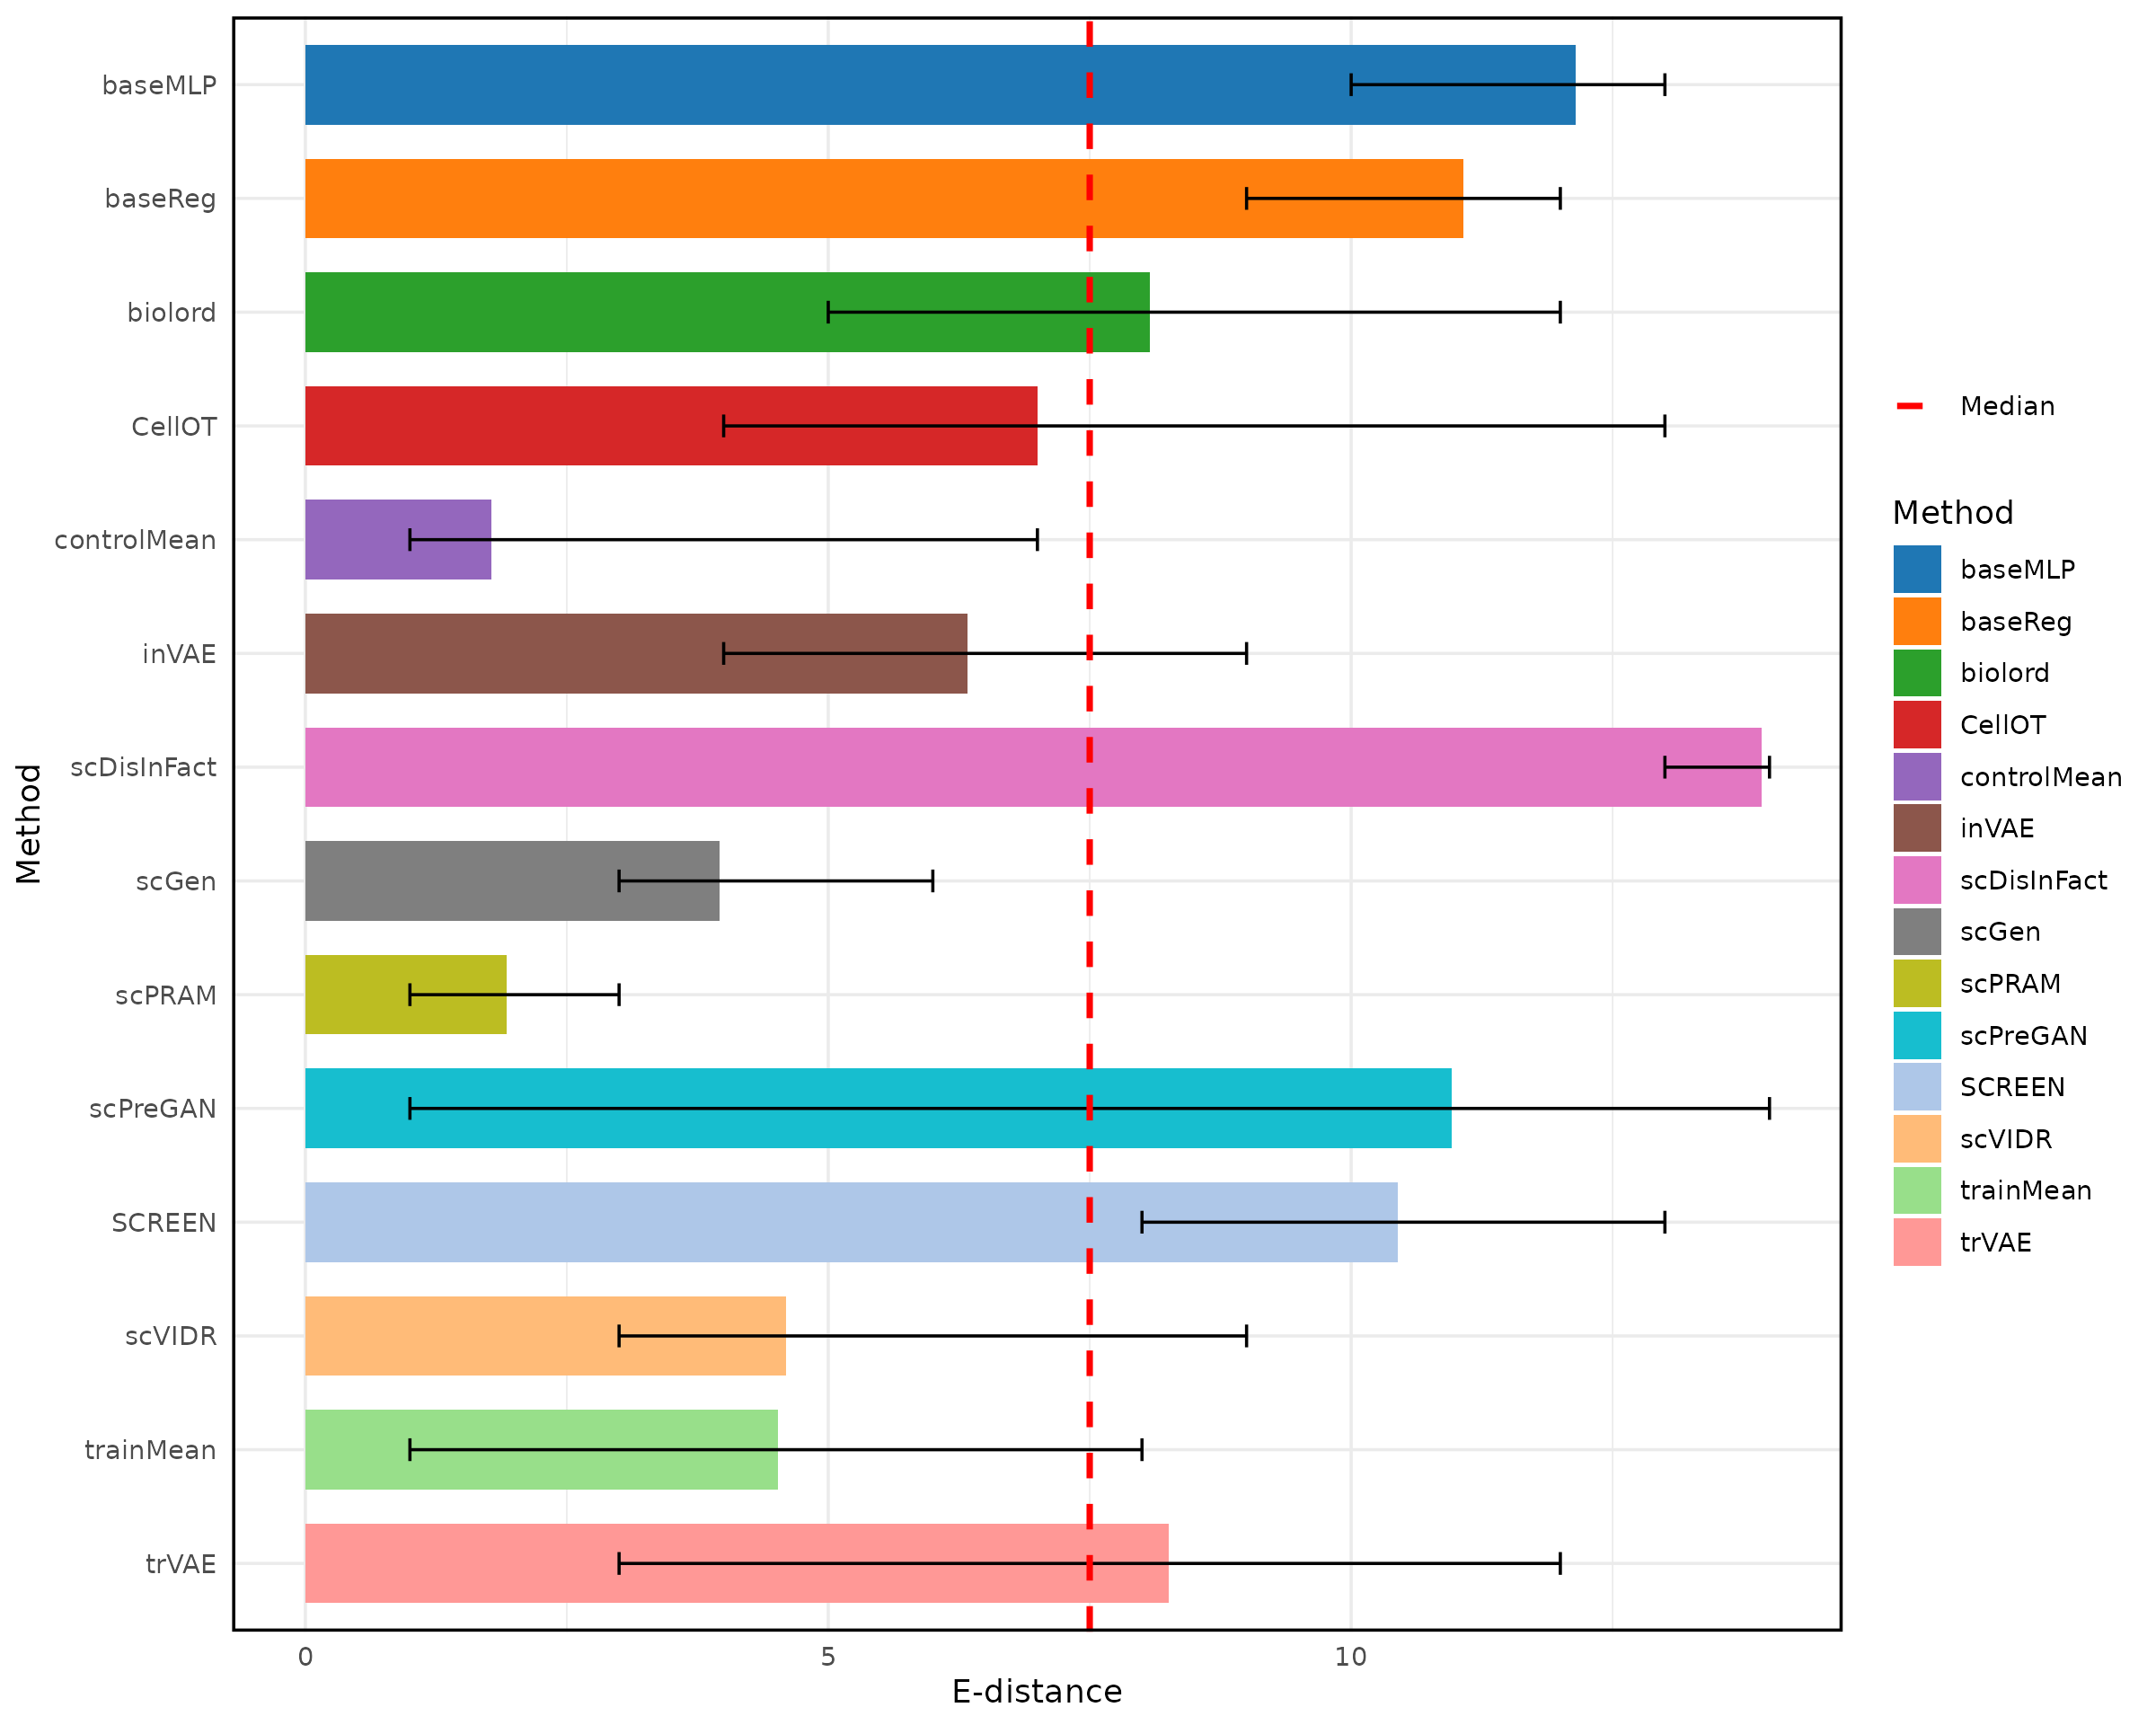 baseMLP
baseReg
biolord
CellOT
controlMean
inVAE
scDisInFact
scGen
scPRAM
scPreGAN
SCREEN
scVIDR
trainMean
trVAE
Method
0 5 10
E-distance
Median
Method
baseMLP
baseReg
biolord
CellOT
controlMean
inVAE
scDisInFact
scGen
scPRAM
scPreGAN
SCREEN
scVIDR
trainMean
trVAE